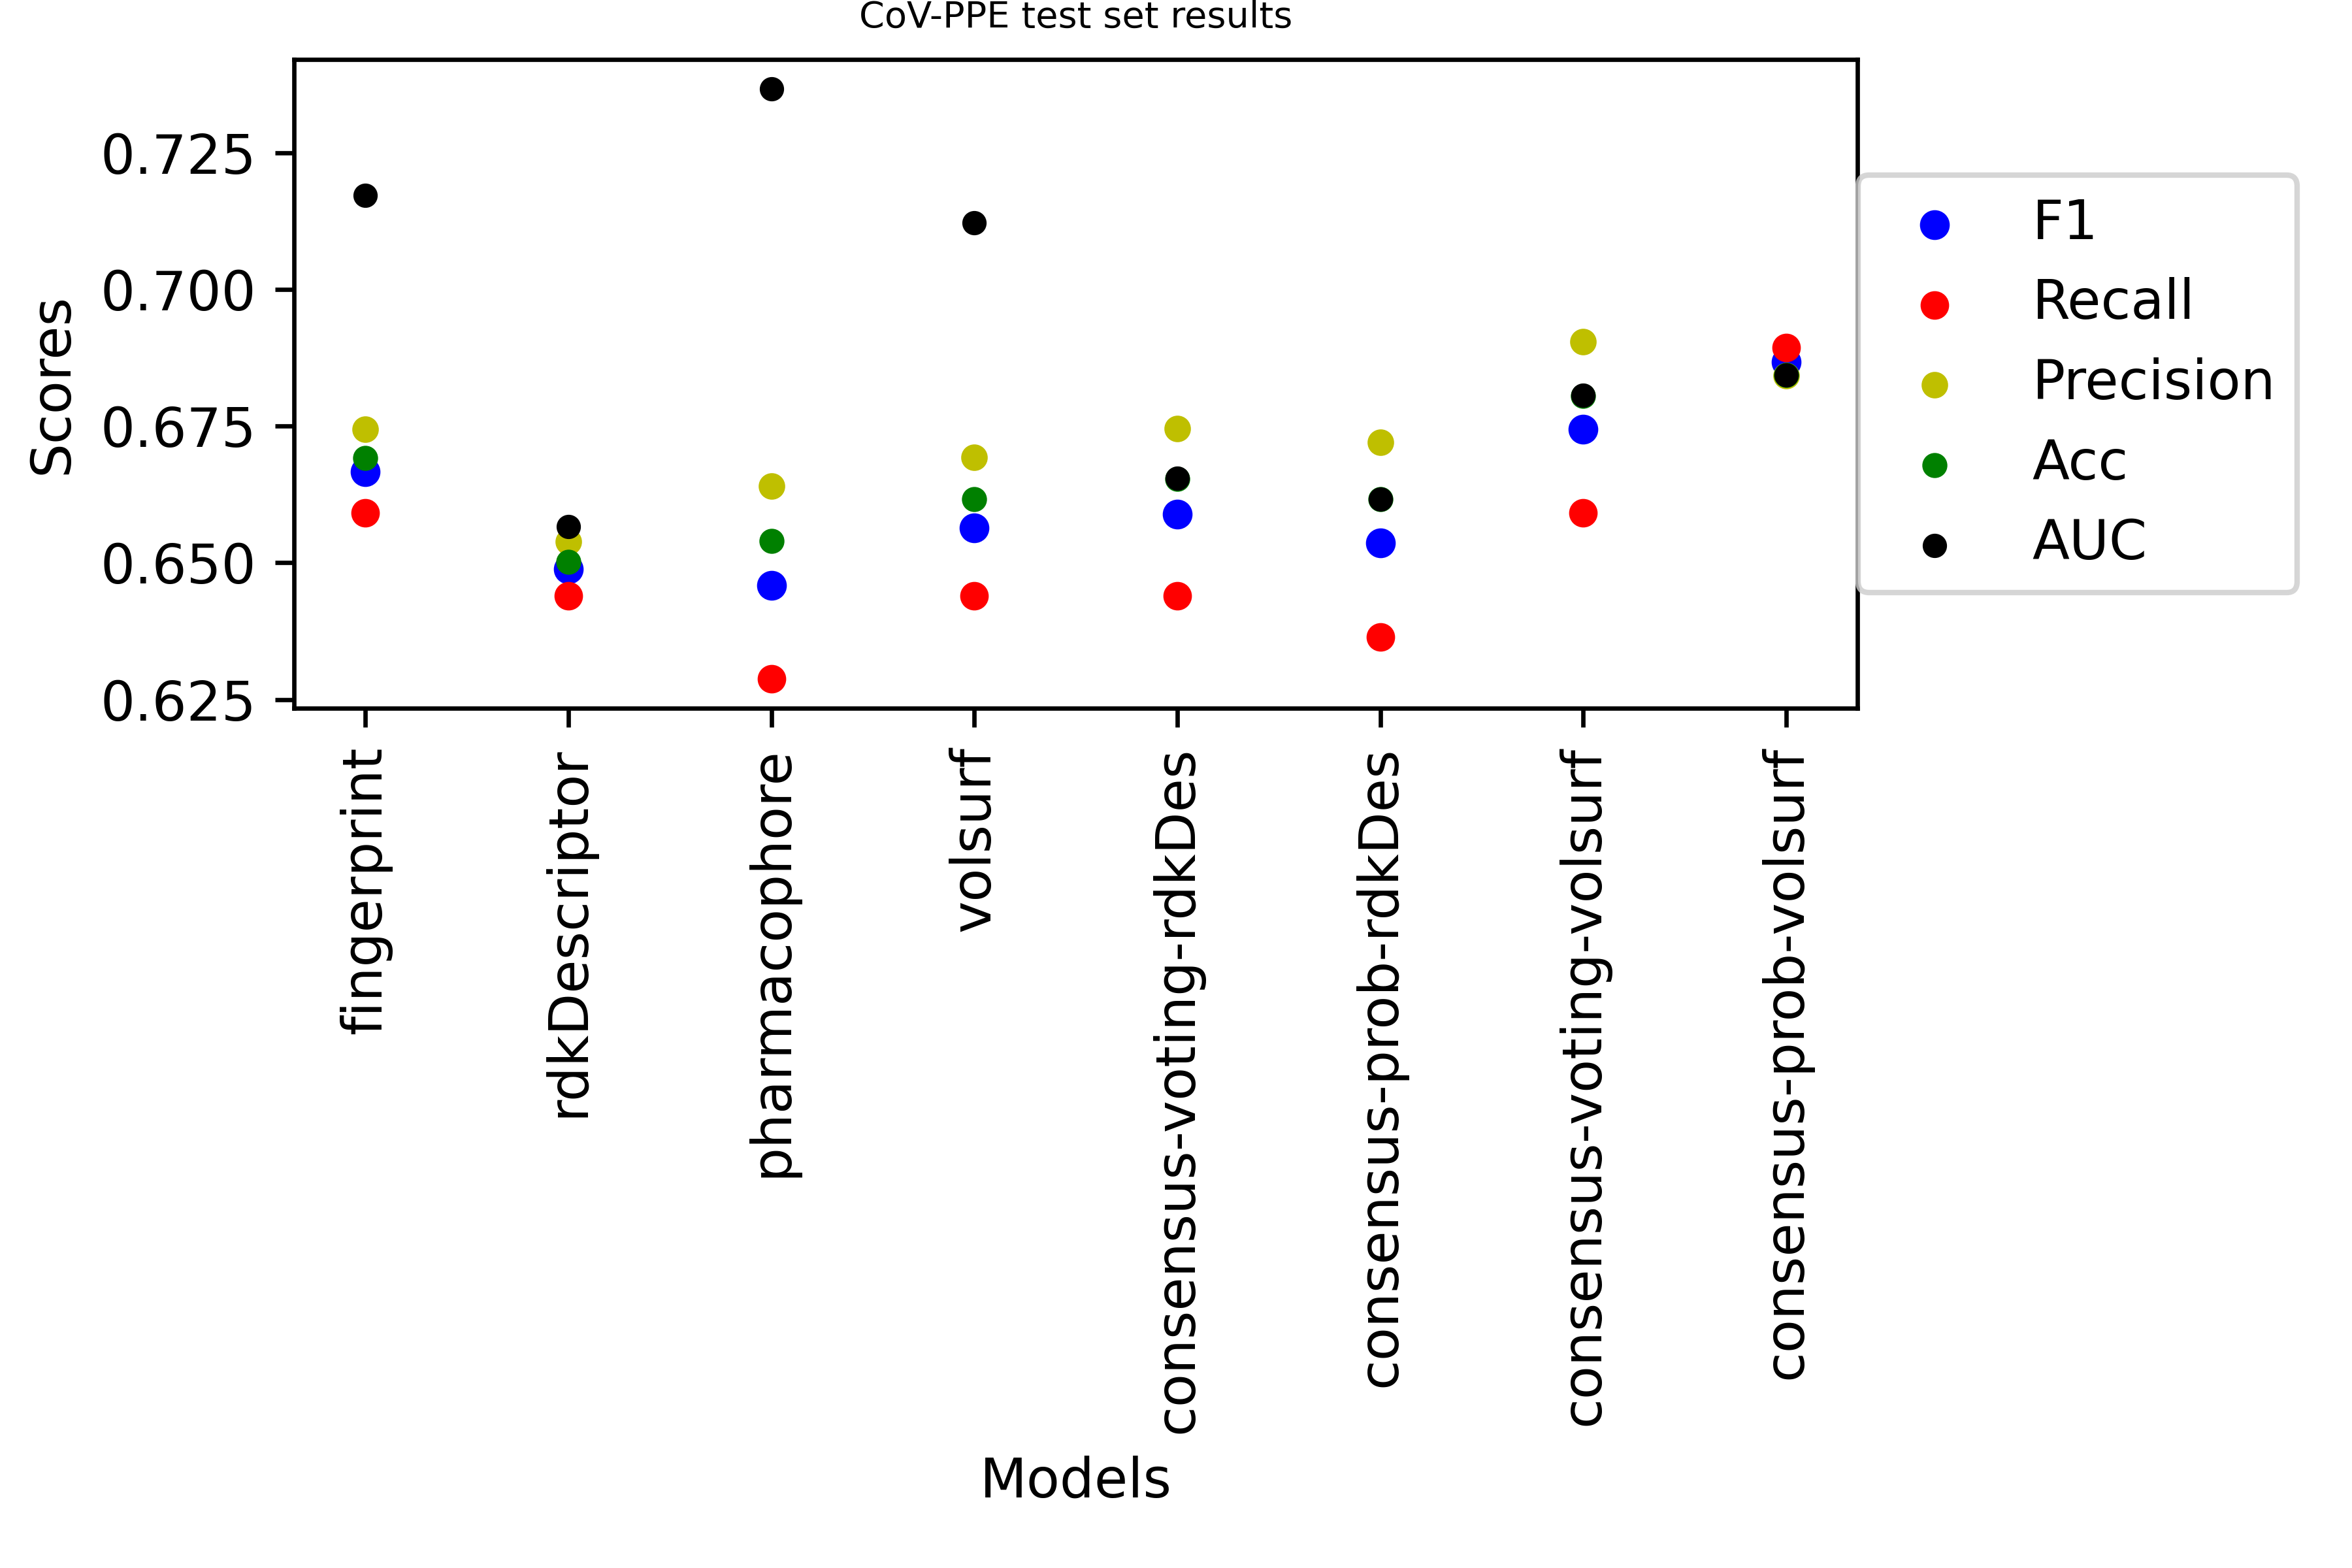 CoV-PPE test set results
Scores
0.725
0.700
0.675
0.650
0.625
F1
Recall
Precision
Acc
AUC
fingerprint
rdkDescriptor
pharmacophore
volsurf
consensus-voting-rdkDes
consensus-prob-rdkDes
consensus-voting-volsurf
consensus-prob-volsurf
Models